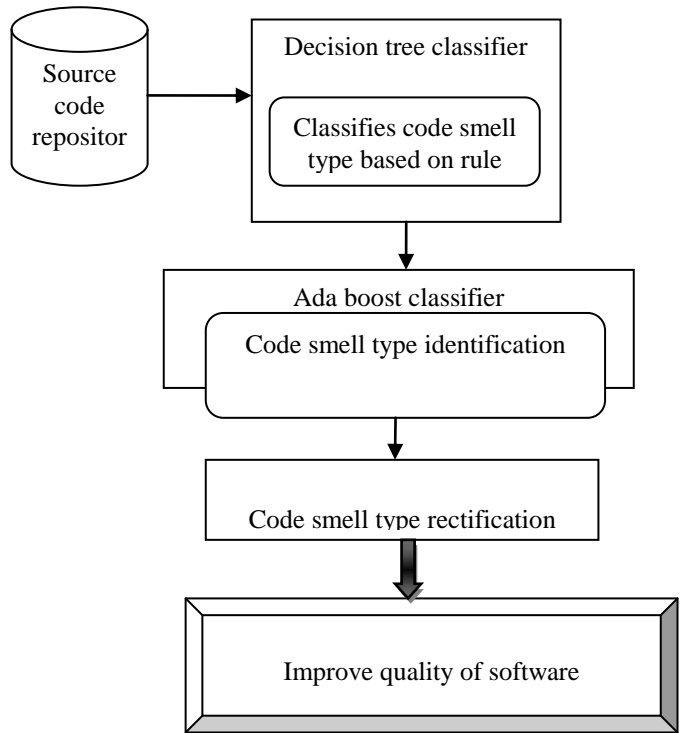 Source
code
repositor
Decision tree classifier
Classifies code smell
type based on rule
Ada boost classifier
Code smell type identification
Code smell type rectification
Improve quality of software